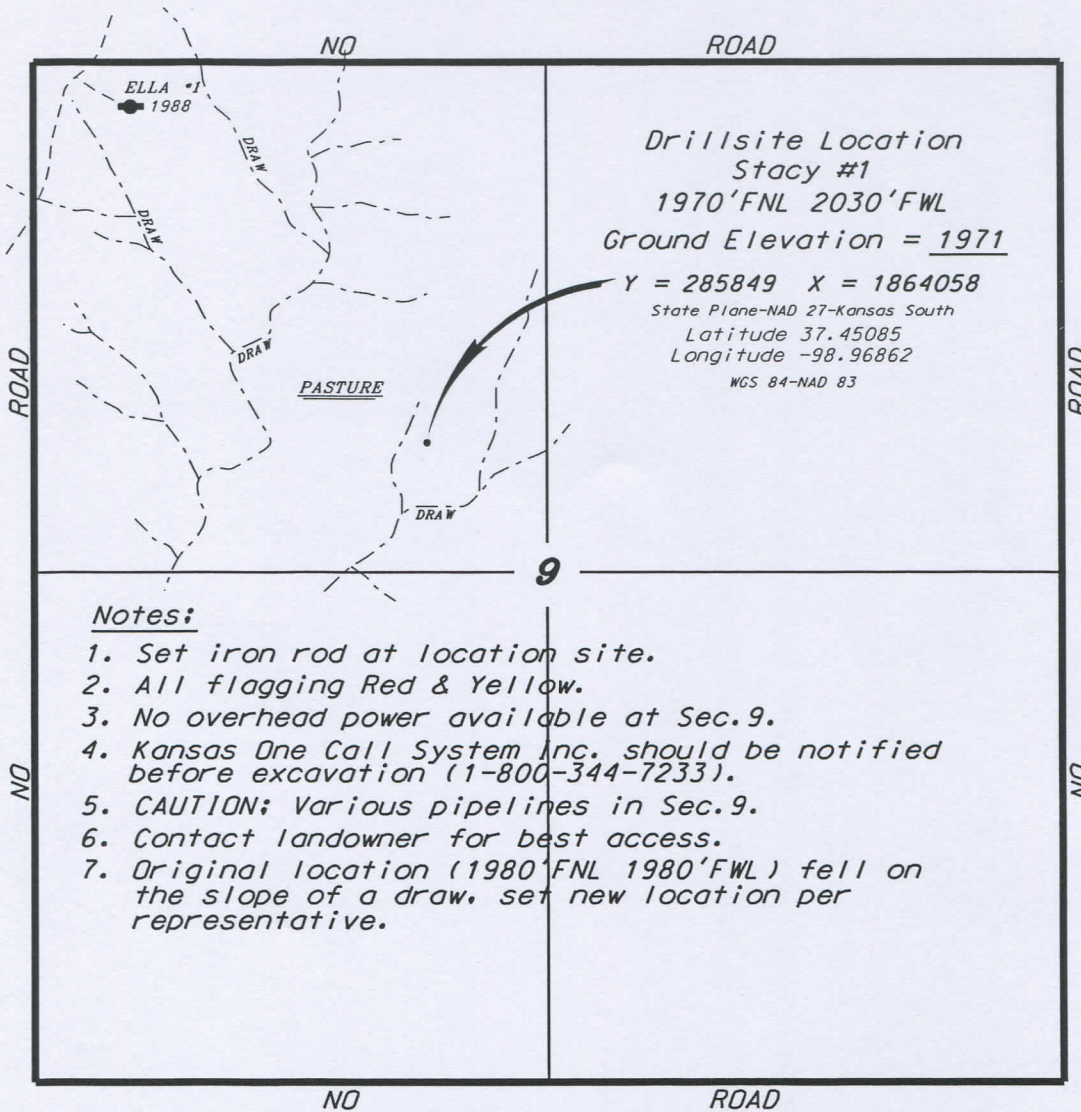 NO ROAD
ELLA #1
1988
DRAW
DRAW
DRAW
PASTURE
DRAW
Drillsite Location
Stacy #1
1970'FNL 2030'FWL
Ground Elevation = 1971
Y = 285849 X = 1864058
State Plane-NAD 27-Kansas South
Latitude 37.45085
Longitude -98.96862
WGS 84-NAD 83
NO ROAD
NO ROAD
9
Notes:
1. Set iron rod at location site.
2. All flagging Red & Yellow.
3. No overhead power available at Sec.9.
4. Kansas One Call System Inc. should be notified
before excavation (1-800-344-7233).
5. CAUTION: Various pipelines in Sec.9.
6. Contact landowner for best access.
7. Original location (1980'FNL 1980'FWL) fell on
the slope of a draw. set new location per
representative.
NO ROAD